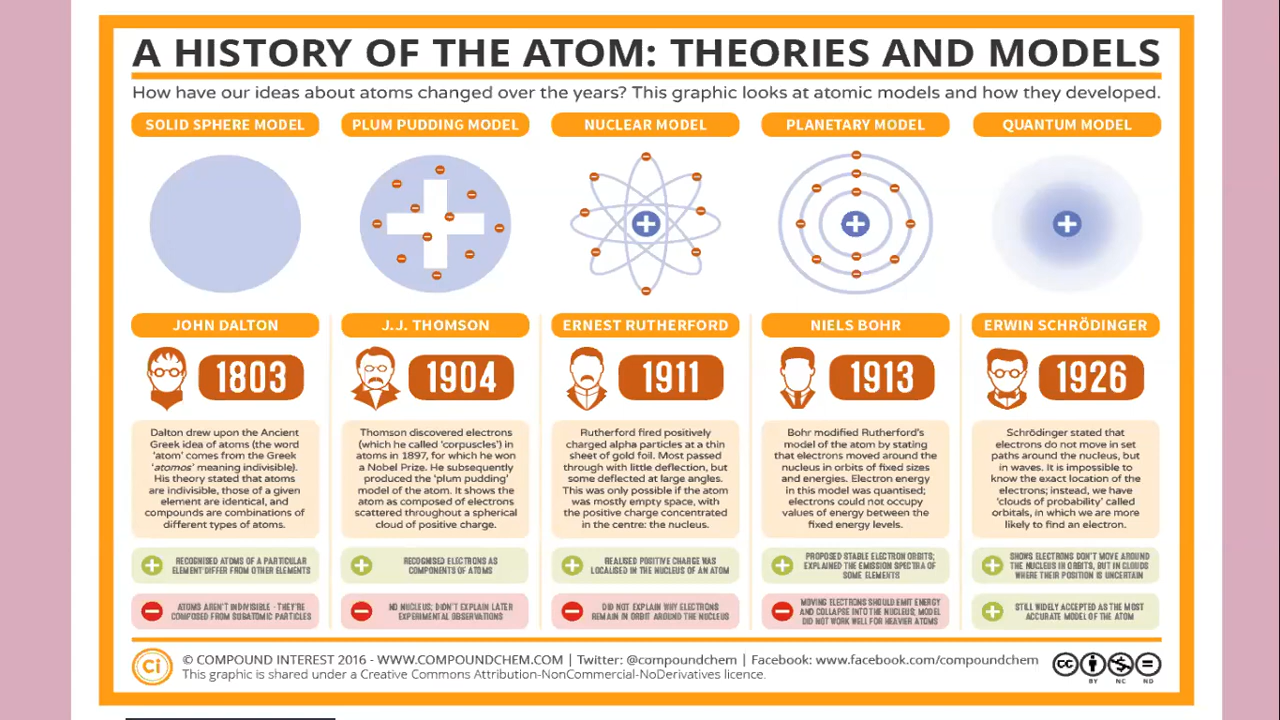 A HISTORY OF THE ATOM: THEORIES AND MODELS
How have our ideas about atoms changed over the years? This graphic looks at atomic models and how they developed.
SOLID SPHERE MODEL
PLUM PUDDING MODEL
NUCLEAR MODEL
PLANETARY MODEL
QUANTUM MODEL
JOHN DALTON
1803
Dalton drew upon the Ancient
Greek idea of atoms (the word
'atom' comes from the Greek
'atomos' meaning indivisible).
His theory stated that atoms
are indivisible, those of a given
element are identical, and
compounds are combinations of
different types of atoms.
RECOGNISED ATOMS OF A PARTICULAR
ELEMENT DIFFER FROM OTHER ELEMENTS
ATOMS AREN'T INDIVISIBLE - THEY'RE
COMPOSED FROM SUBATOMIC PARTICLES
J.J. THOMSON
1904
Thomson discovered electrons
(which he called 'corpuscles') in
atoms in 1897, for which he won
a Nobel Prize. He subsequently
produced the 'plum pudding'
model of the atom. It shows the
atom as composed of electrons
scattered throughout a spherical
cloud of positive charge.
RECOGNISED ELECTRONS AS
COMPONENTS OF ATOMS
NO NUCLEUS; DIDN'T EXPLAIN LATER
EXPERIMENTAL OBSERVATIONS
ERNEST RUTHERFORD
1911
Rutherford fired positively
charged alpha particles at a thin
sheet of gold foil. Most passed
through with little deflection, but
some deflected at large angles.
This was only possible if the atom
was mostly empty space, with
the positive charge concentrated
in the centre: the nucleus.
REALISED POSITIVE CHARGE WAS
LOCALISED IN THE NUCLEUS OF AN ATOM
DID NOT EXPLAIN WHY ELECTRONS
REMAIN IN ORBIT AROUND THE NUCLEUS
NIELS BOHR
1913
Bohr modified Rutherford's
model of the atom by stating
that electrons moved around the
nucleus in orbits of fixed sizes
and energies. Electron energy
in this model was quantised;
electrons could not occupy
values of energy between the
fixed energy levels.
PROPOSED STABLE ELECTRON ORBITS;
EXPLAINED THE EMISSION SPECTRA OF
SOME ELEMENTS
MOVING ELECTRONS SHOULD EMIT ENERGY
AND COLLAPSE INTO THE NUCLEUS; MODEL
DID NOT WORK WELL FOR HEAVIER ATOMS
ERWIN SCHRÖDINGER
1926
Schrödinger stated that
electrons do not move in set
paths around the nucleus, but
in waves. It is impossible to
know the exact location of the
electrons; instead, we have
'clouds of probability' called
orbitals, in which we are more
likely to find an electron.
SHOWS ELECTRONS DON'T MOVE AROUND
THE NUCLEUS IN ORBITS, BUT IN CLOUDS
WHERE THEIR POSITION IS UNCERTAIN
STILL WIDELY ACCEPTED AS THE MOST
ACCURATE MODEL OF THE ATOM
Ci
© COMPOUND INTEREST 2016 - WWW.COMPOUNDCHEM.COM | Twitter: @compoundchem | Facebook: www.facebook.com/compoundchem
This graphic is shared under a Creative Commons Attribution-NonCommercial-NoDerivatives licence.
CC
BY NC ND